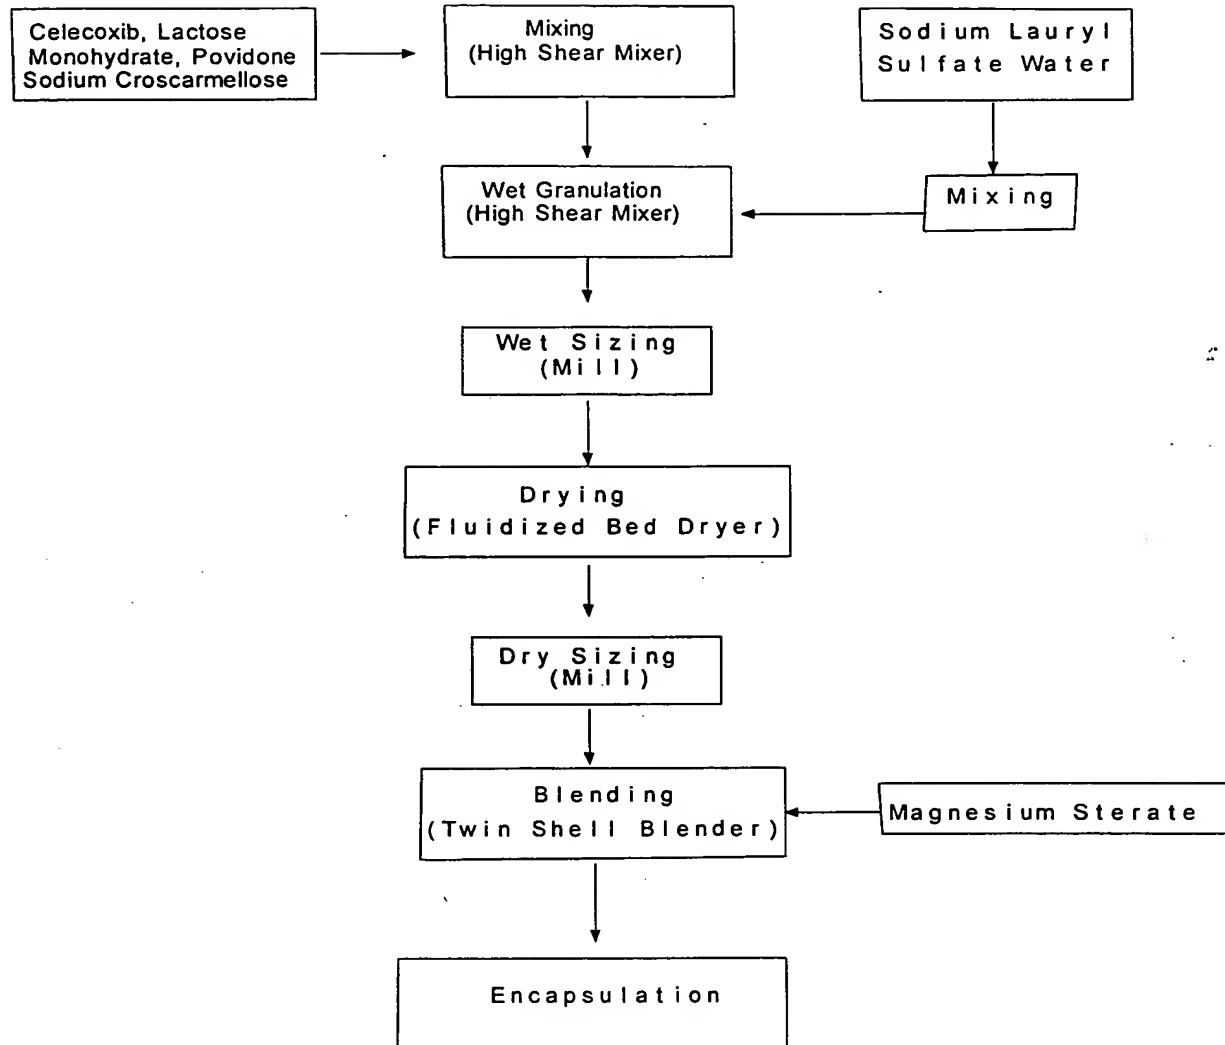 Celecoxib, Lactose
Monohydrate, Povidone
Sodium Croscarmellose
Mixing
(High Shear Mixer)
Sodium Lauryl
Sulfate Water
Wet Granulation
(High Shear Mixer)
Mixing
Wet Sizing
(Mill)
Drying
(Fluidized Bed Dryer)
Dry Sizing
(Mill)
Blending
(Twin Shell Blender)
Magnesium Sterate
Encapsulation